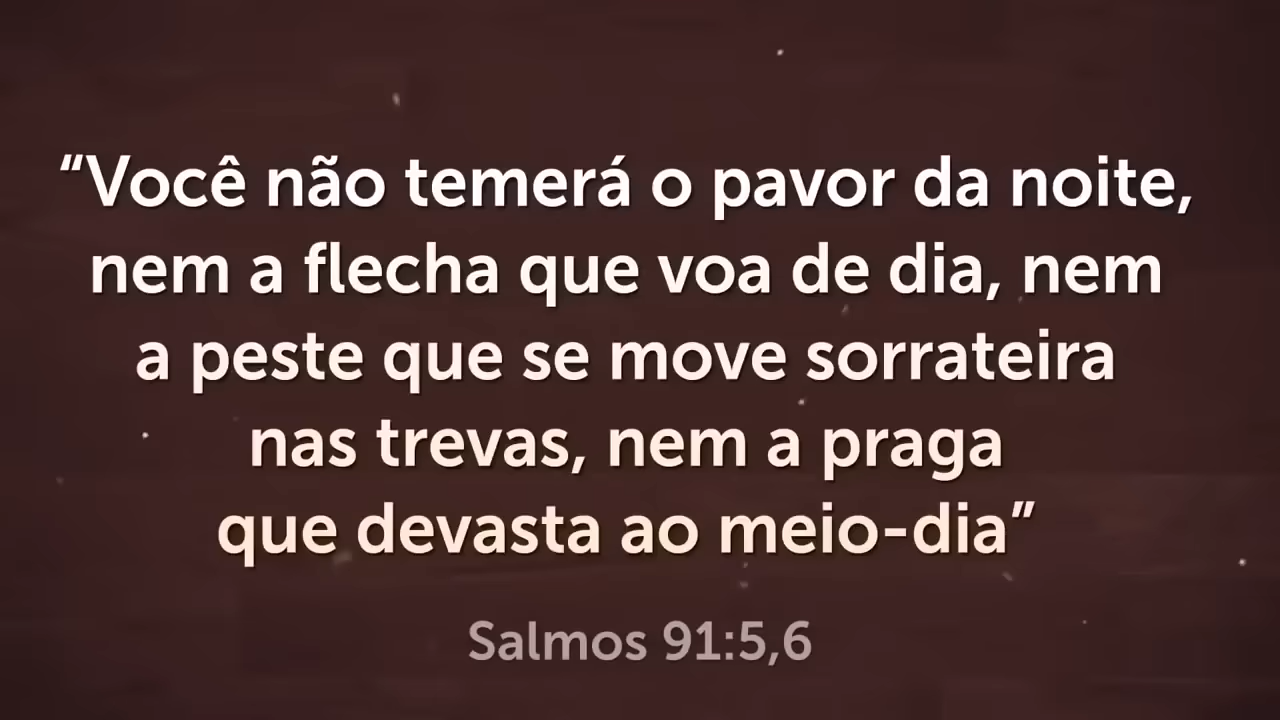 “Você não temerá o pavor da noite,
nem a flecha que voa de dia, nem
a peste que se move sorrateira
nas trevas, nem a praga
que devasta ao meio-dia”
Salmos 91:5,6